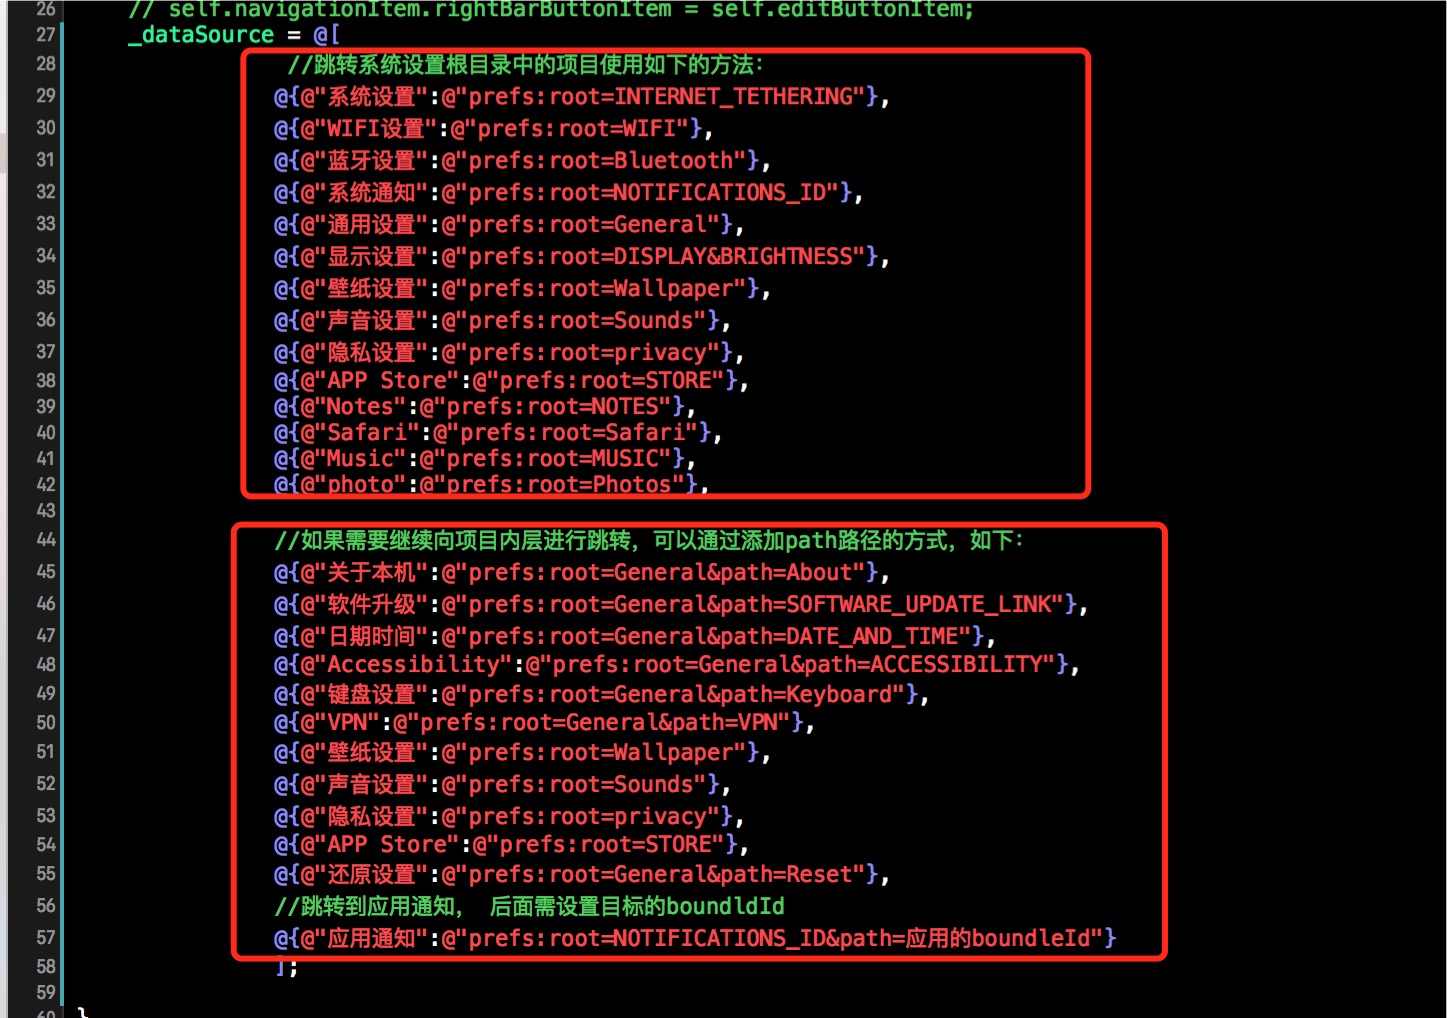 26 // self.navigationItem.rightBarButtonItem = self.editButtonItem;
27 _dataSource = @[
28 //跳转系统设置根目录中的项目使用如下的方法：
29 @{@"系统设置":@"prefs:root=INTERNET_TETHERING"},
30 @{@"WIFI设置":@"prefs:root=WIFI"},
31 @{@"蓝牙设置":@"prefs:root=Bluetooth"},
32 @{@"系统通知":@"prefs:root=NOTIFICATIONS_ID"},
33 @{@"通用设置":@"prefs:root=General"},
34 @{@"显示设置":@"prefs:root=DISPLAY&BRIGHTNESS"},
35 @{@"壁纸设置":@"prefs:root=Wallpaper"},
36 @{@"声音设置":@"prefs:root=Sounds"},
37 @{@"隐私设置":@"prefs:root=privacy"},
38 @{@"APP Store":@"prefs:root=STORE"},
39 @{@"Notes":@"prefs:root=NOTES"},
40 @{@"Safari":@"prefs:root=Safari"},
41 @{@"Music":@"prefs:root=MUSIC"},
42 @{@"photo":@"prefs:root=Photos"},
43
44 //如果需要继续向项目内层进行跳转，可以通过添加path路径的方式，如下：
45 @{@"关于本机":@"prefs:root=General&path=About"},
46 @{@"软件升级":@"prefs:root=General&path=SOFTWARE_UPDATE_LINK"},
47 @{@"日期时间":@"prefs:root=General&path=DATE_AND_TIME"},
48 @{@"Accessibility":@"prefs:root=General&path=ACCESSIBILITY"},
49 @{@"键盘设置":@"prefs:root=General&path=Keyboard"},
50 @{@"VPN":@"prefs:root=General&path=VPN"},
51 @{@"壁纸设置":@"prefs:root=Wallpaper"},
52 @{@"声音设置":@"prefs:root=Sounds"},
53 @{@"隐私设置":@"prefs:root=privacy"},
54 @{@"APP Store":@"prefs:root=STORE"},
55 @{@"还原设置":@"prefs:root=General&path=Reset"},
56 //跳转到应用通知， 后面需设置目标的boundldId
57 @{@"应用通知":@"prefs:root=NOTIFICATIONS_ID&path=应用的boundleId"}
58 ];
59
60 }